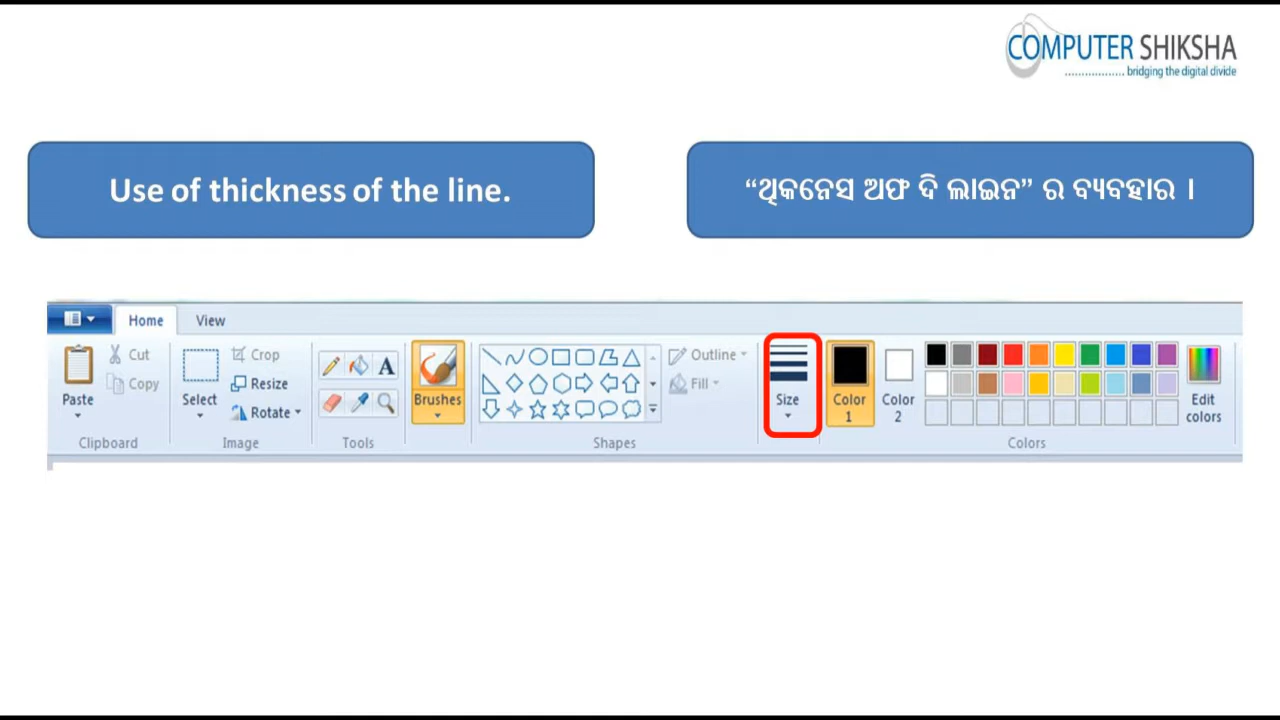 COMPUTER SHIKSHA
bridging the digital divide
Use of thickness of the line.
“ଥିକନେସ ଅଫ ଦି ଲାଇନ” ର ବ୍ୟବହାର ।
Home View
Cut
Copy
Paste
Clipboard
Crop
Resize
Rotate
Select
Image
A
Tools
Brushes
Outline
Fill
Shapes
Size
Color 1
Color 2
Edit colors
Colors